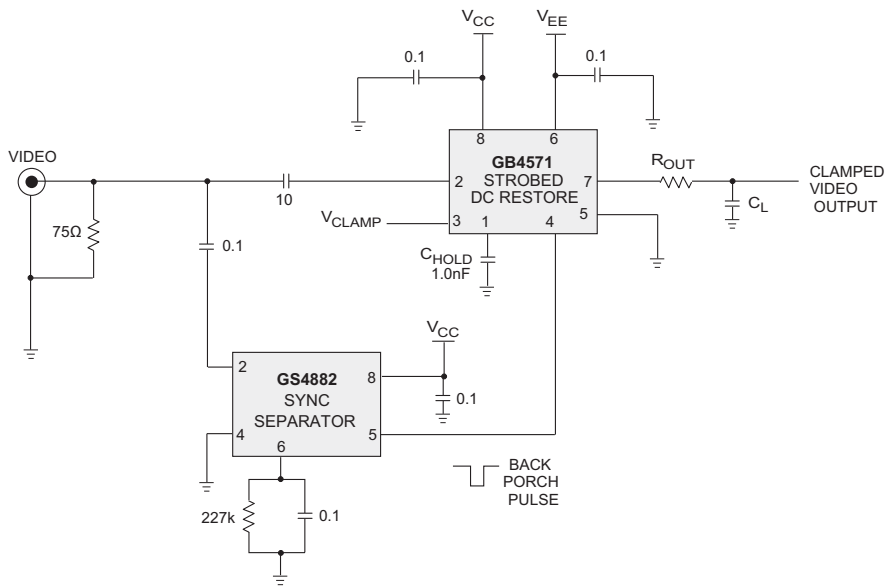 VCC
VEE
0.1
0.1
8
6
VIDEO
GB4571
STROBED
DC RESTORE
2
7
ROUT
CLAMPED
VIDEO
OUTPUT
10
VCLAMP
3
1
4
5
CL
75Ω
0.1
CHOLD
1.0nF
VCC
2
GS4882
SYNC
SEPARATOR
8
0.1
4
6
5
BACK
PORCH
PULSE
227k
0.1